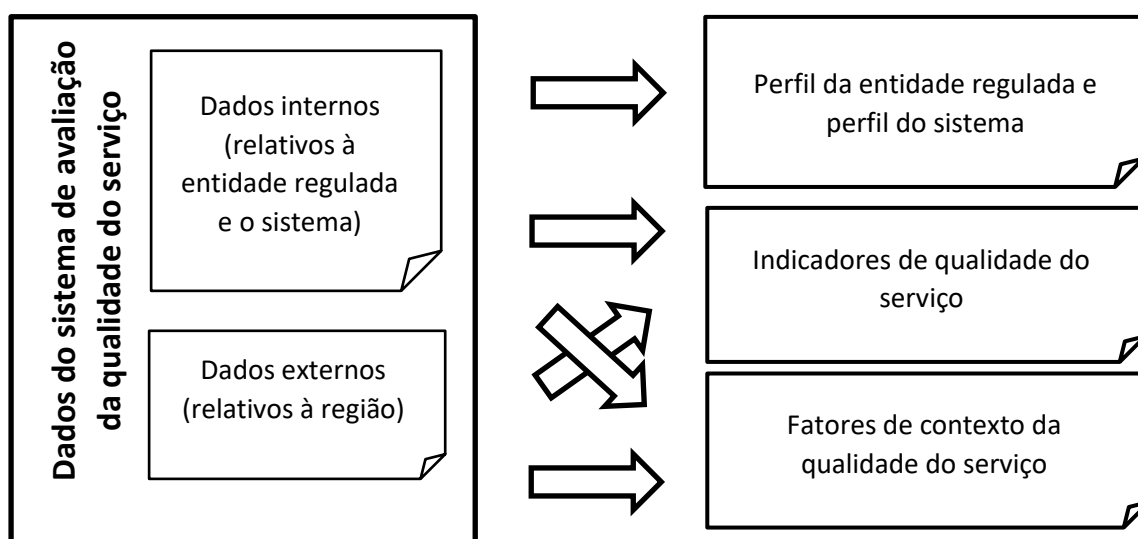 Dados do sistema de avaliação
da qualidade do serviço
Dados internos
(relativos à
entidade regulada
e o sistema)
Dados externos
(relativos à região)
Perfil da entidade regulada e
perfil do sistema
Indicadores de qualidade do
serviço
Fatores de contexto da
qualidade do serviço